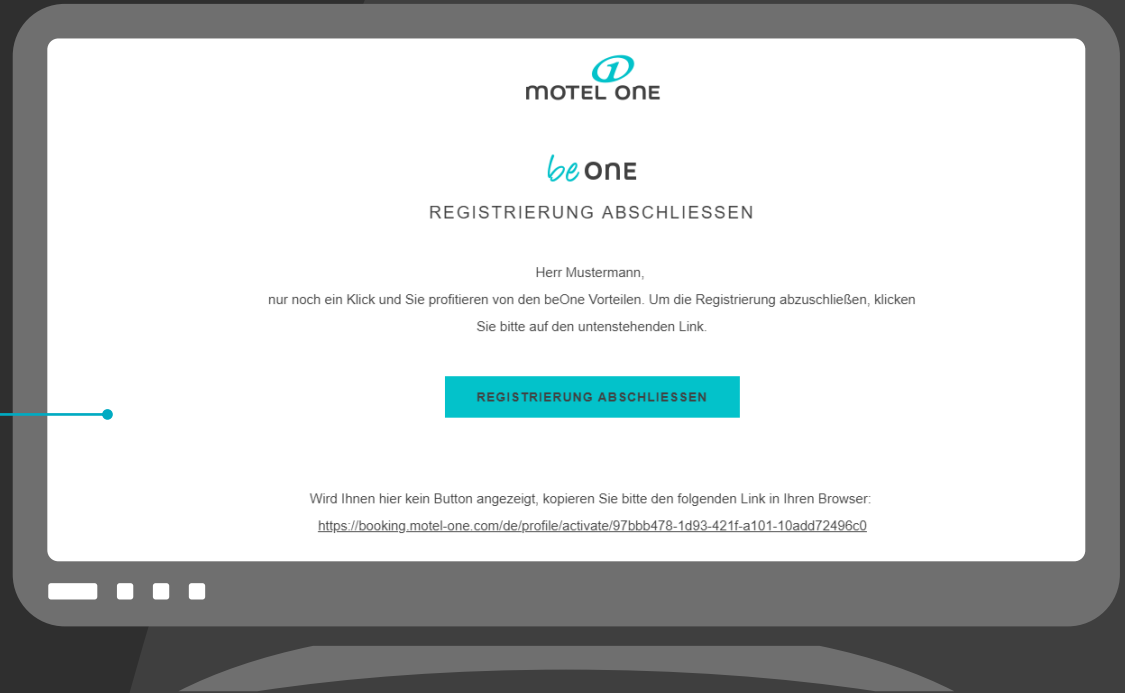 MOTEL ONE
be ONE
REGISTRIERUNG ABSCHLIESSEN
Herr Mustermann,
nur noch ein Klick und Sie profitieren von den beOne Vorteilen. Um die Registrierung abzuschließen, klicken
Sie bitte auf den untenstehenden Link.
REGISTRIERUNG ABSCHLIESSEN
Wird Ihnen hier kein Button angezeigt, kopieren Sie bitte den folgenden Link in Ihren Browser:
https://booking.motel-one.com/de/profile/activate/97bbb478-1d93-421f-a101-10add72496c0